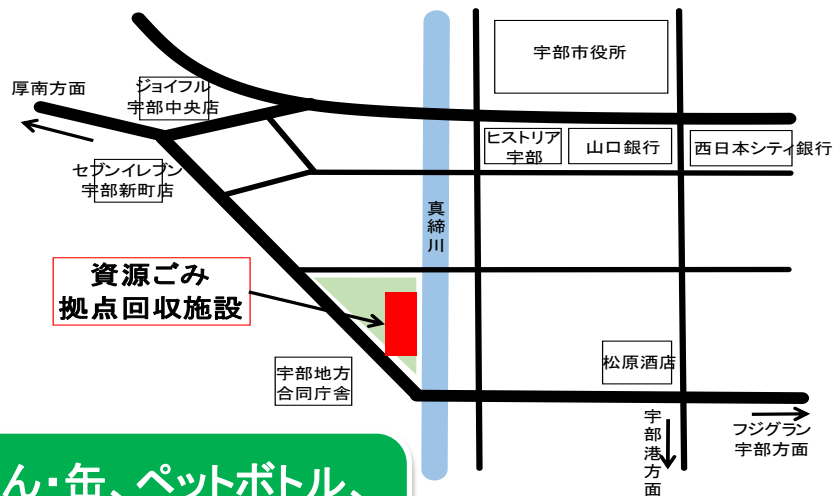 宇部市役所
厚南方面
ジョイフル
宇部中央店
ヒストリア
宇部
山口銀行
西日本シティ銀行
セブンイレブン
宇部新町店
真締川
資源ごみ
拠点回収施設
宇部地方
合同庁舎
松原酒店
宇部港方面
フジグラン
宇部方面
ん・缶、ペットボトル、